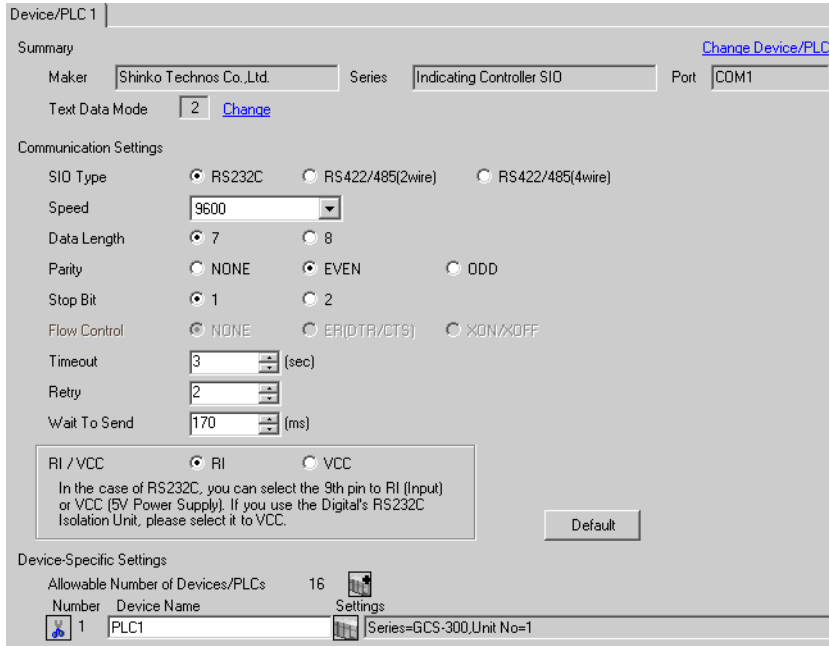 Device/PLC 1
Summary Change Device/PLC
Maker Shinko Technos Co.,Ltd. Series Indicating Controller SIO Port COM1
Text Data Mode 2 Change
Communication Settings
SIO Type RS232C RS422/485(2wire) RS422/485(4wire)
Speed 9600
Data Length 7 8
Parity NONE EVEN ODD
Stop Bit 1 2
Flow Control NONE ER(DTR/CTS) XON/XOFF
Timeout 3 (sec)
Retry 2
Wait To Send 170 (ms)
RI / VCC RI VCC
In the case of RS232C, you can select the 9th pin to RI (Input)
or VCC (5V Power Supply). If you use the Digital's RS232C
Isolation Unit, please select it to VCC.
Default
Device-Specific Settings
Allowable Number of Devices/PLCs 16
Number Device Name Settings
1 PLC1 Series=GCS-300,Unit No=1